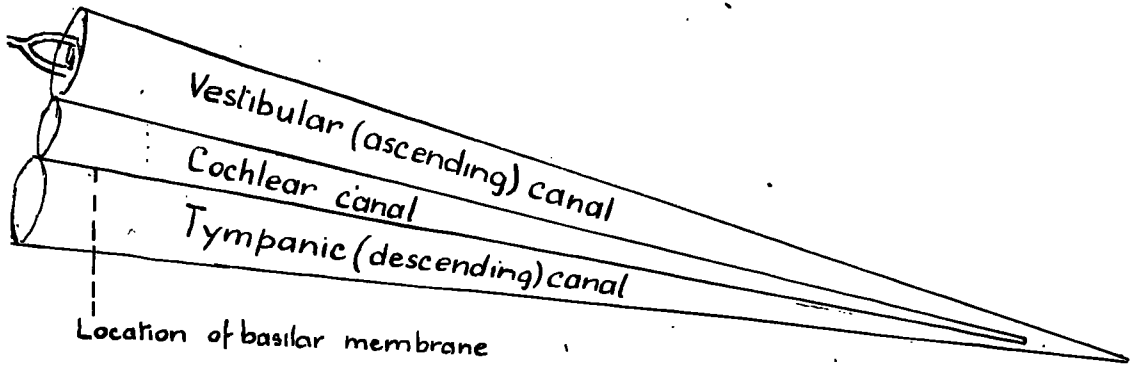 Vestibular (ascending) canal
Cochlear canal
Tympanic (descending) canal
Location of basilar membrane